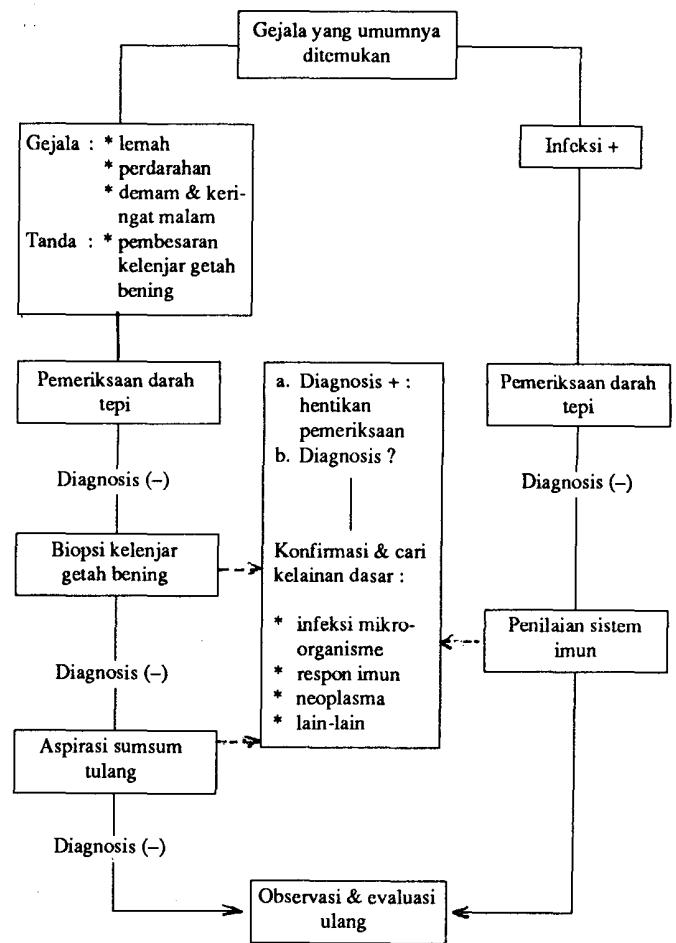 Gejala yang umumnya
ditemukan
Gejala : * lemah
* perdarahan
* demam & keri-
ngat malam
Tanda : * pembesaran
kelenjar getah
bening
Infeksi +
Pemeriksaan darah
tepi
Diagnosis (–)
Biopsi kelenjar
getah bening
Diagnosis (–)
Aspirasi sumsum
tulang
Diagnosis (–)
a. Diagnosis + :
hentikan
pemeriksaan
b. Diagnosis ?
Konfirmasi & cari
kelainan dasar :
* infeksi mikro-
organisme
* respon imun
* neoplasma
* lain-lain
Pemeriksaan darah
tepi
Diagnosis (–)
Penilaian sistem
imun
Observasi & evaluasi
ulang